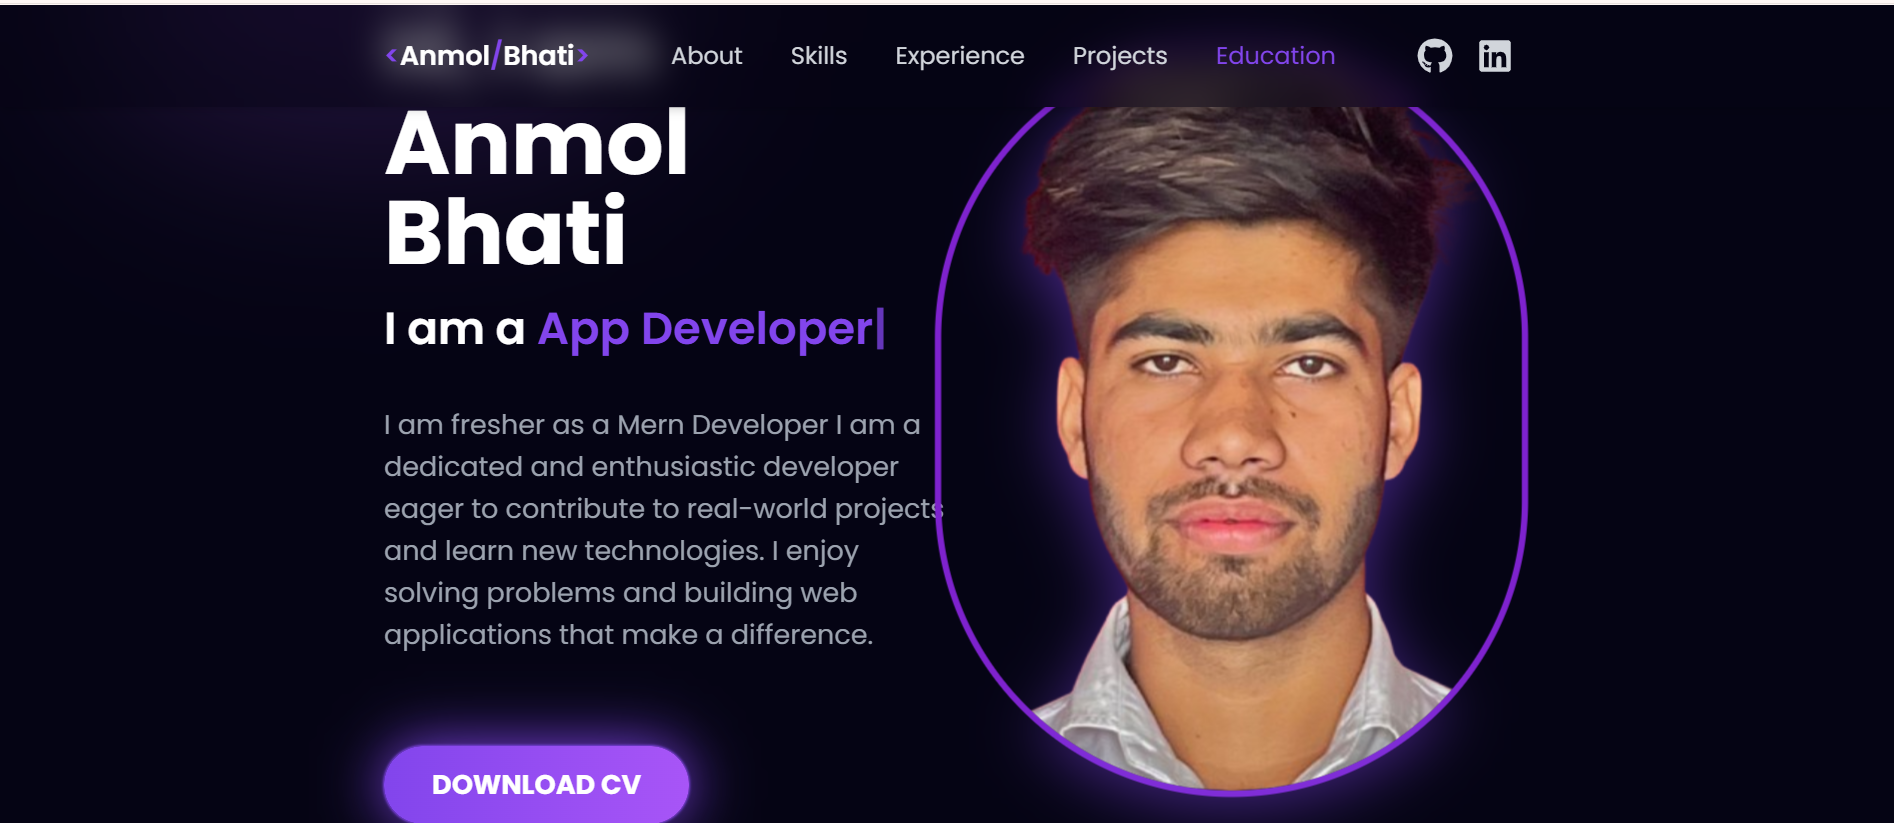 <Anmol/Bhati> About Skills Experience Projects Education
Anmol
Bhati
I am a App Developer|
I am fresher as a Mern Developer I am a
dedicated and enthusiastic developer
eager to contribute to real-world projects
and learn new technologies. I enjoy
solving problems and building web
applications that make a difference.
DOWNLOAD CV